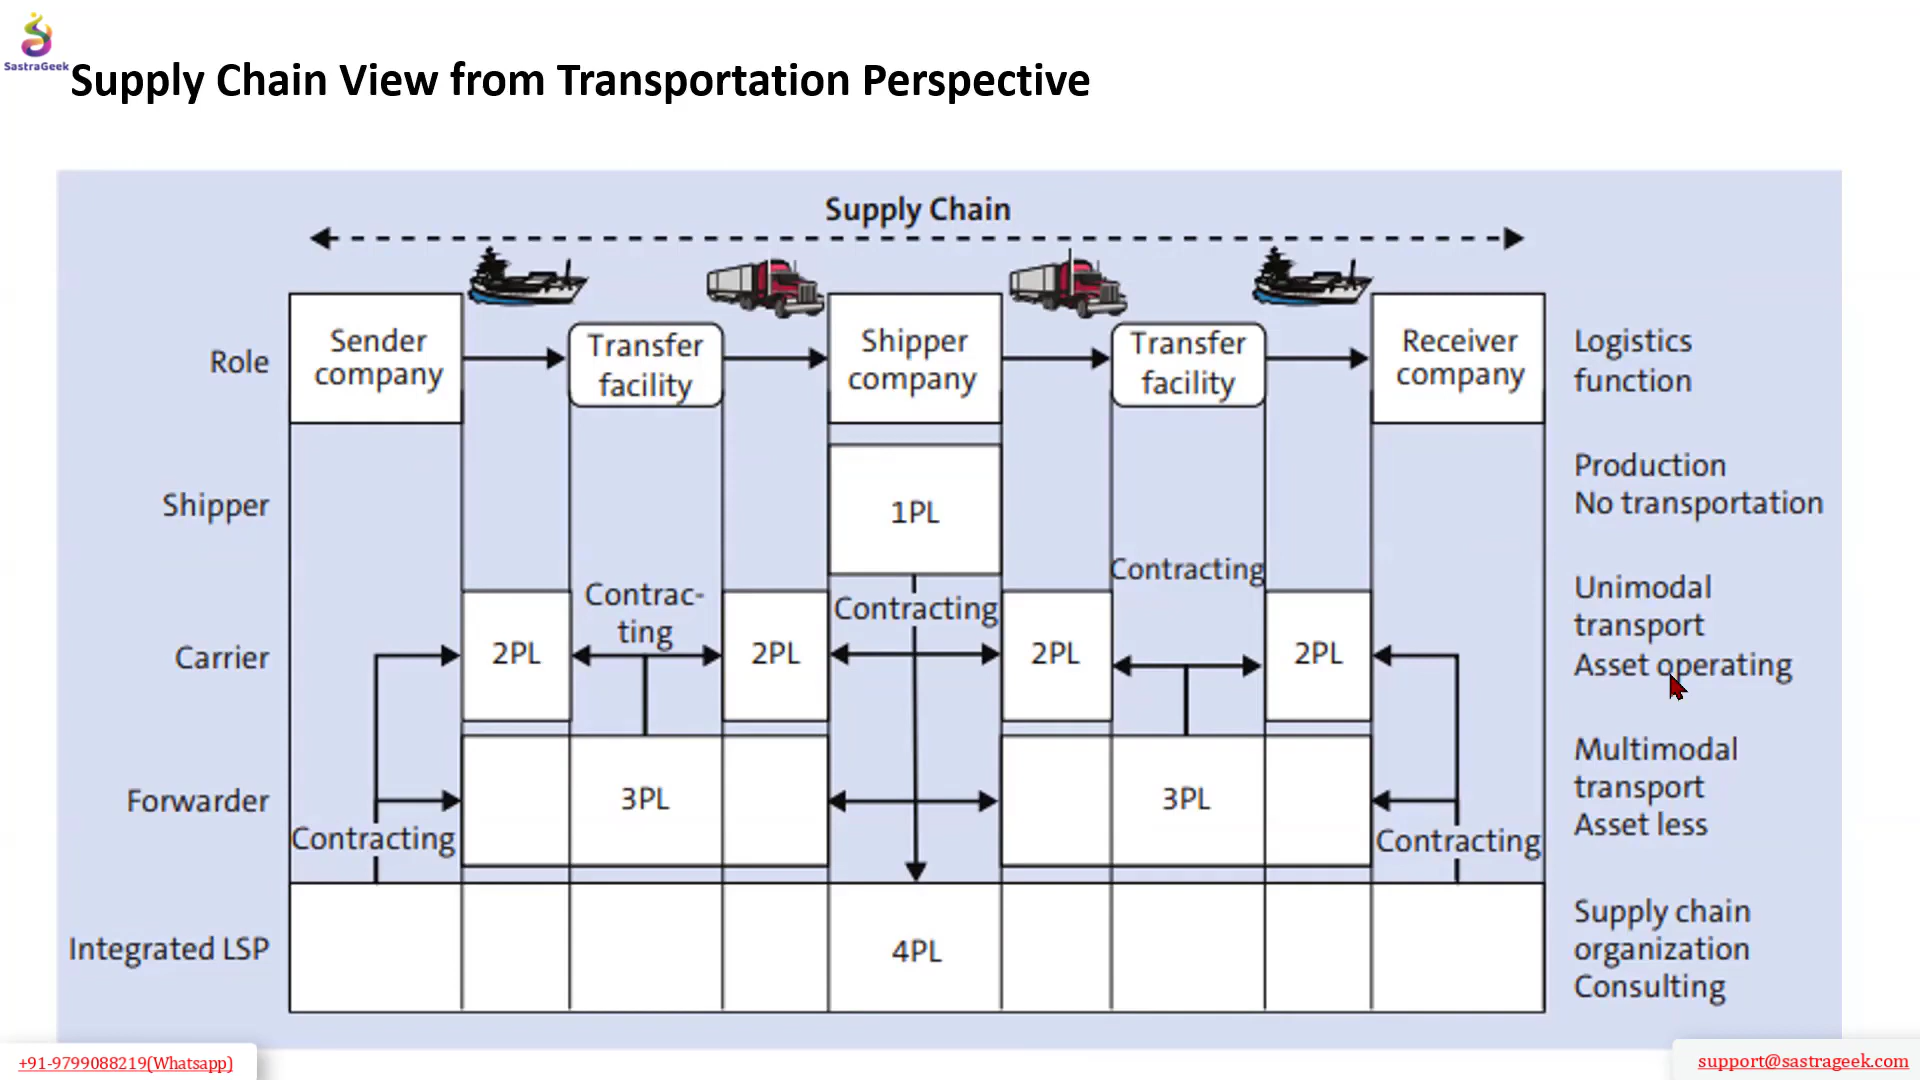 SastraGeek
Supply Chain View from Transportation Perspective
Supply Chain
Role
Sender
company
Transfer
facility
Shipper
company
Transfer
facility
Receiver
company
Logistics
function
Shipper
1PL
Production
No transportation
Carrier
2PL
Contrac-
ting
2PL
Contracting
2PL
Contracting
2PL
Unimodal
transport
Asset operating
Forwarder
Contracting
3PL
3PL
Contracting
Multimodal
transport
Asset less
Integrated LSP
4PL
Supply chain
organization
Consulting
+91-9799088219(Whatsapp)
support@sastrageek.com